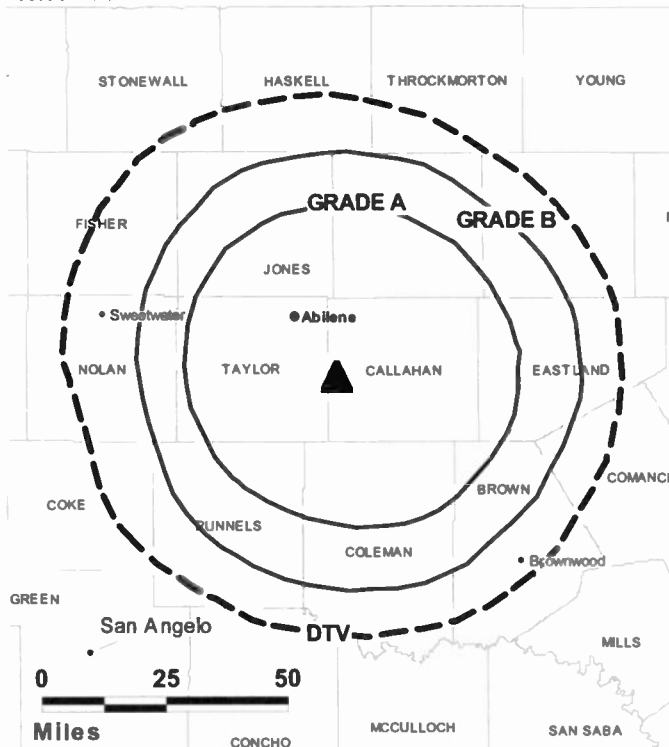 STONEWALL HASKELL THROCKMORTON YOUNG
GRADE A
GRADE B
FISHER
JONES
Sweetwater
Abilene
NOLAN TAYLOR CALLAHAN EASTLAND
BROWN
COMANCI
COKE
RUNNELS
COLEMAN
Brownwood
GREEN
San Angelo
DTV
MILLS
0 25 50
Miles
MCCULLOCH
SAN SABA
CONCHO